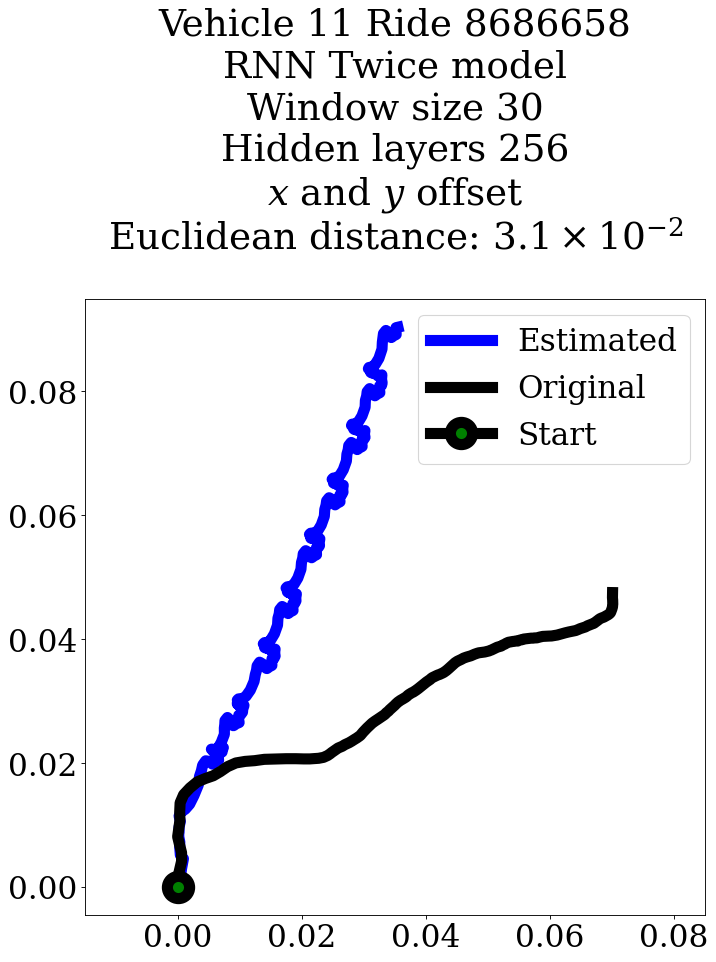 Vehicle 11 Ride 8686658
RNN Twice model
Window size 30
Hidden layers 256
x and y offset
Euclidean distance: 3.1 × 10⁻²
Estimated
Original
Start
0.08
0.06
0.04
0.02
0.00
0.00 0.02 0.04 0.06 0.08